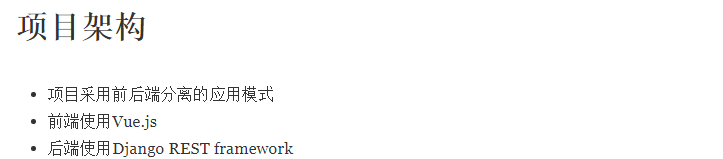 项目架构
项目采用前后端分离的应用模式
前端使用Vue.js
后端使用Django REST framework